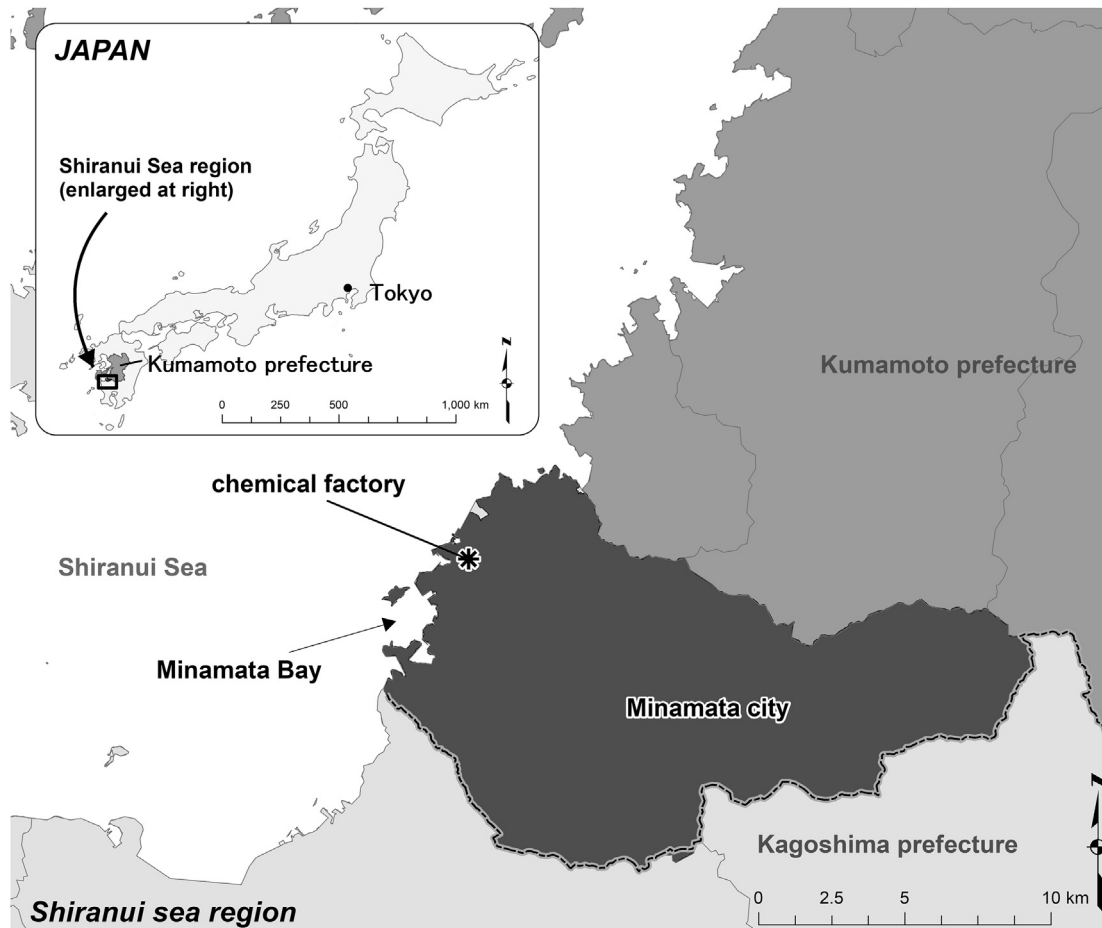 JAPAN
Shiranui Sea region
(enlarged at right)
Tokyo
Kumamoto prefecture
N
0 250 500 1,000 km
Kumamoto prefecture
chemical factory
Shiranui Sea
Minamata Bay
Minamata city
N
Kagoshima prefecture
0 2.5 5 10 km
Shiranui sea region